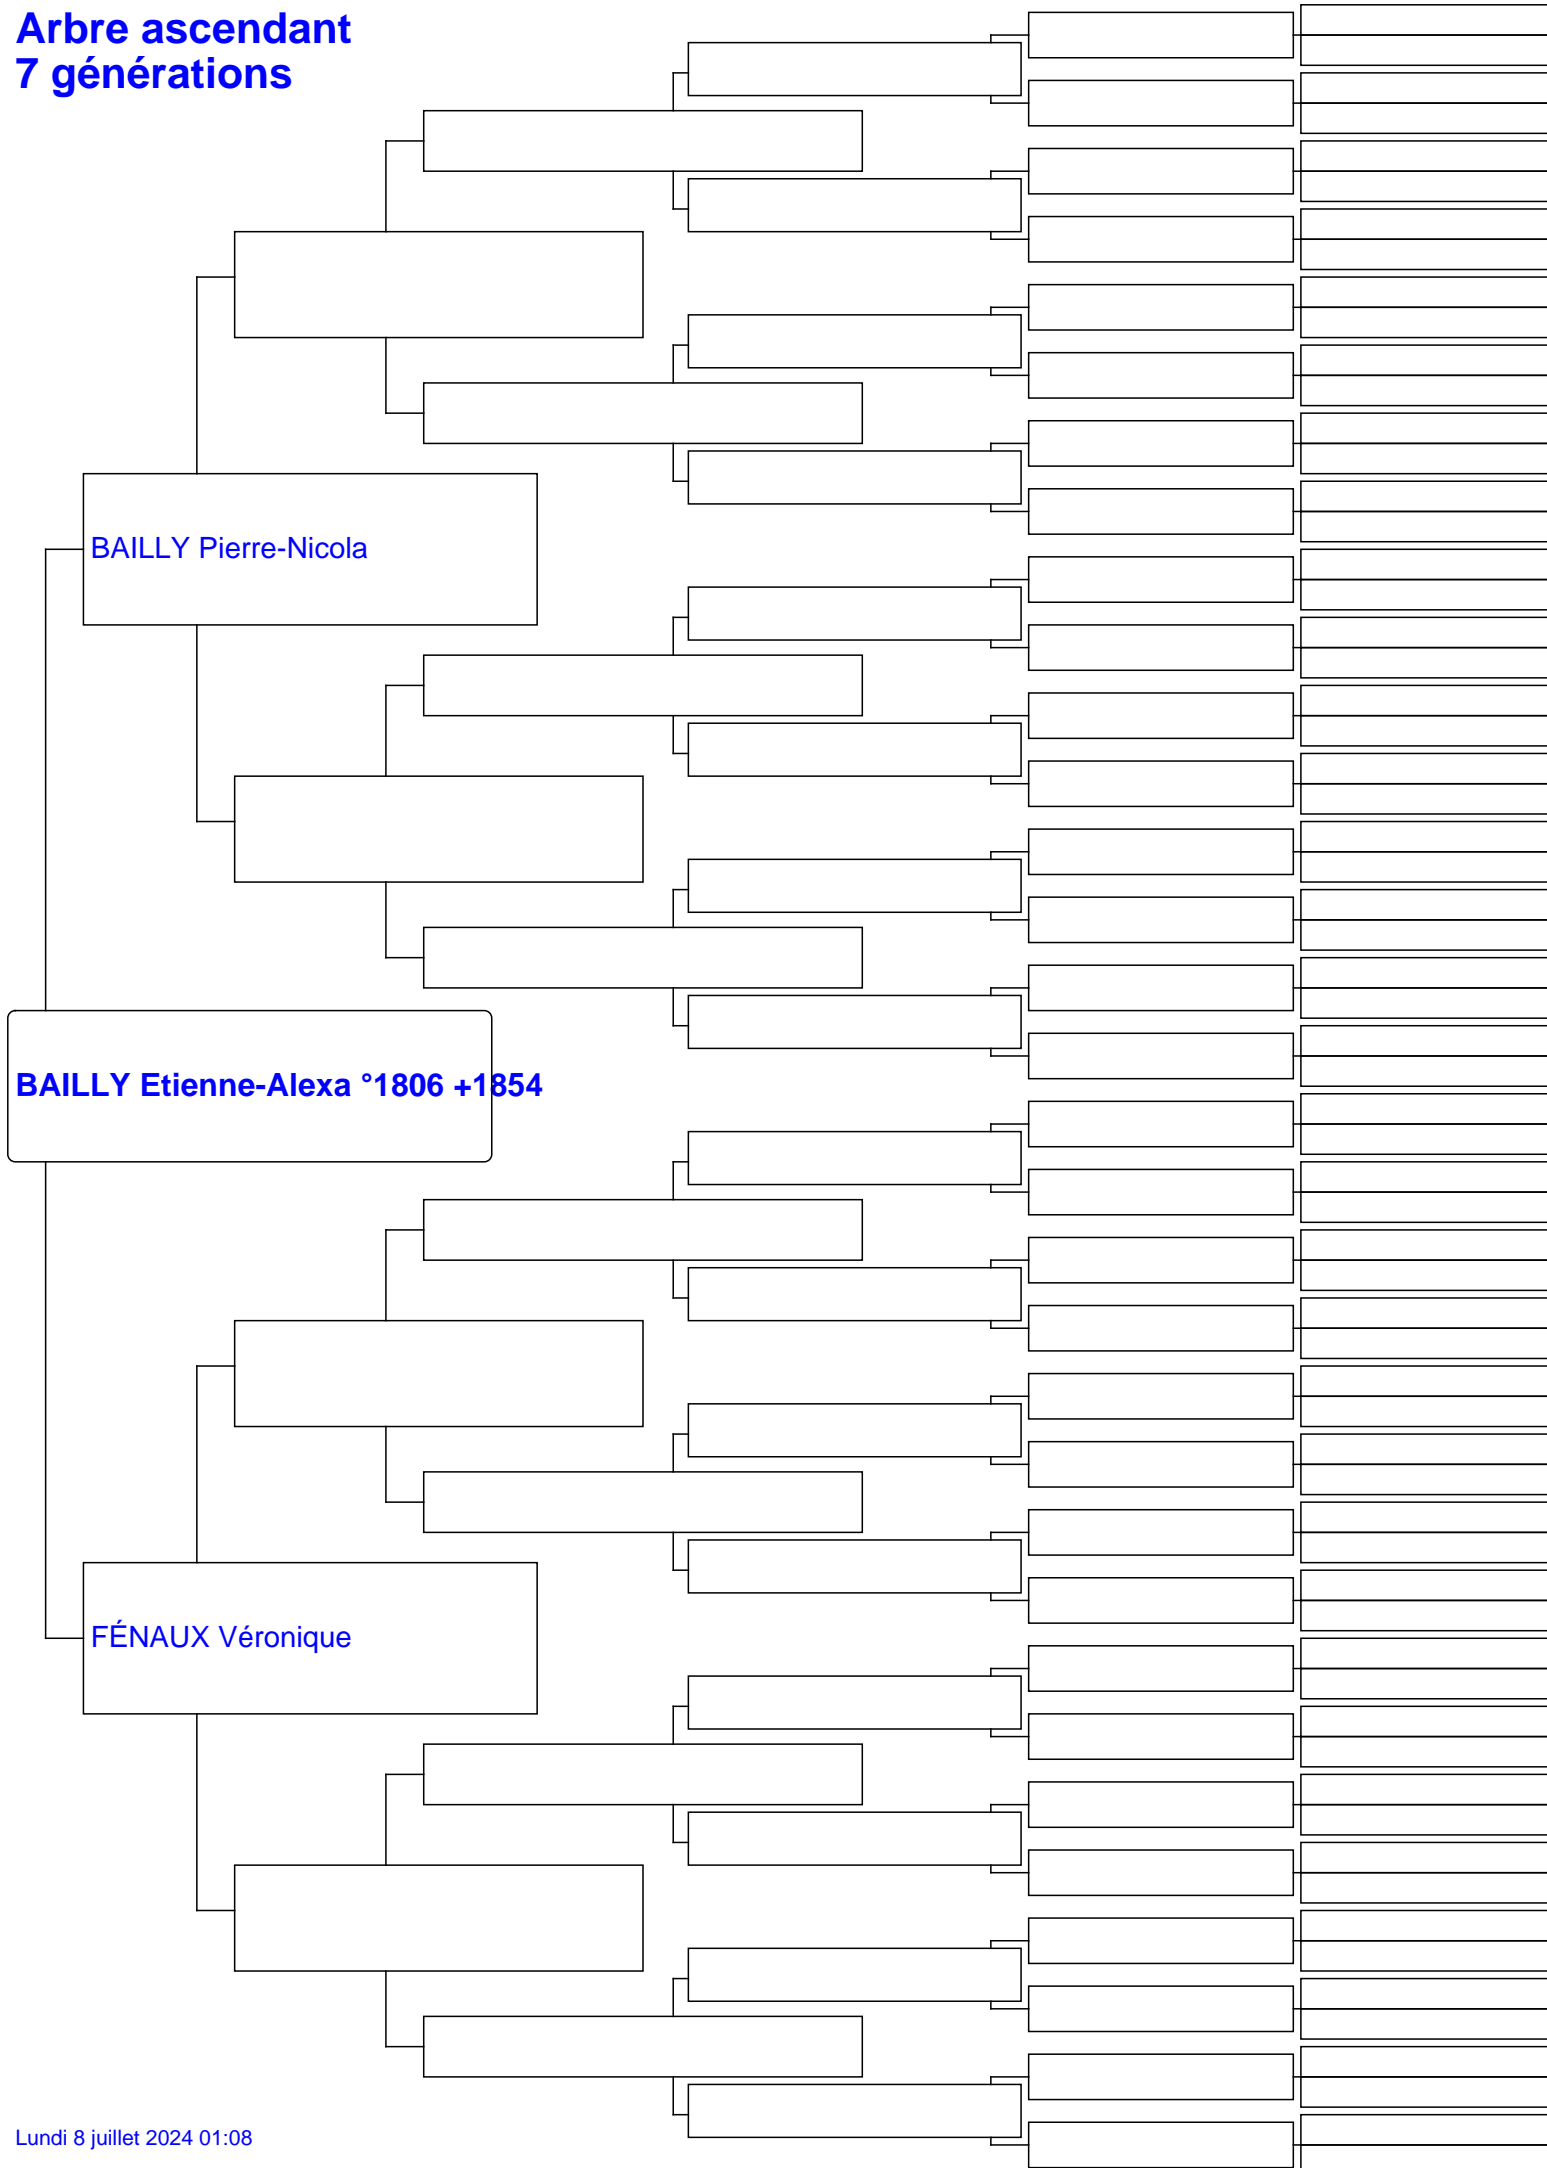 Arbre ascendant
7 générations
BAILLY Pierre-Nicola
BAILLY Etienne-Alexa °1806 +1854
FÉNAUX Véronique
Lundi 8 juillet 2024 01:08